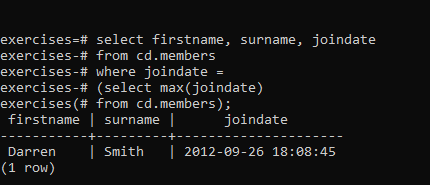 exercises=# select firstname, surname, joindate
exercises-# from cd.members
exercises-# where joindate =
exercises-# (select max(joindate)
exercises(# from cd.members);
 firstname | surname |      joindate
-----------+---------+---------------------
 Darren    | Smith   | 2012-09-26 18:08:45
(1 row)